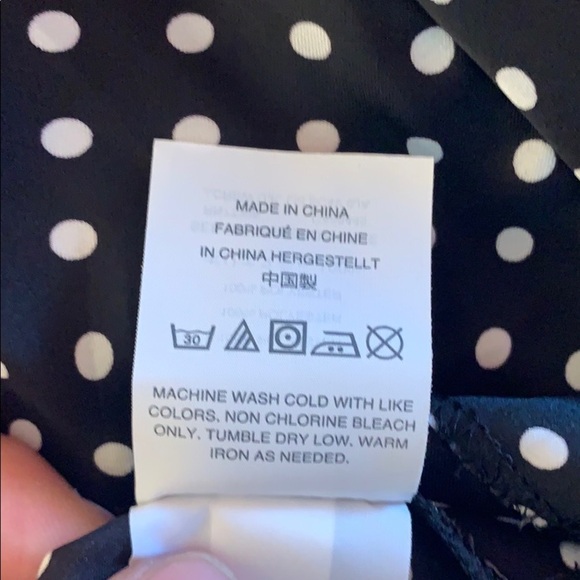 MADE IN CHINA
FABRIQUÉ EN CHINE
IN CHINA HERGESTELLT
中国製
30
MACHINE WASH COLD WITH LIKE
COLORS. NON CHLORINE BLEACH
ONLY. TUMBLE DRY LOW. WARM
IRON AS NEEDED.